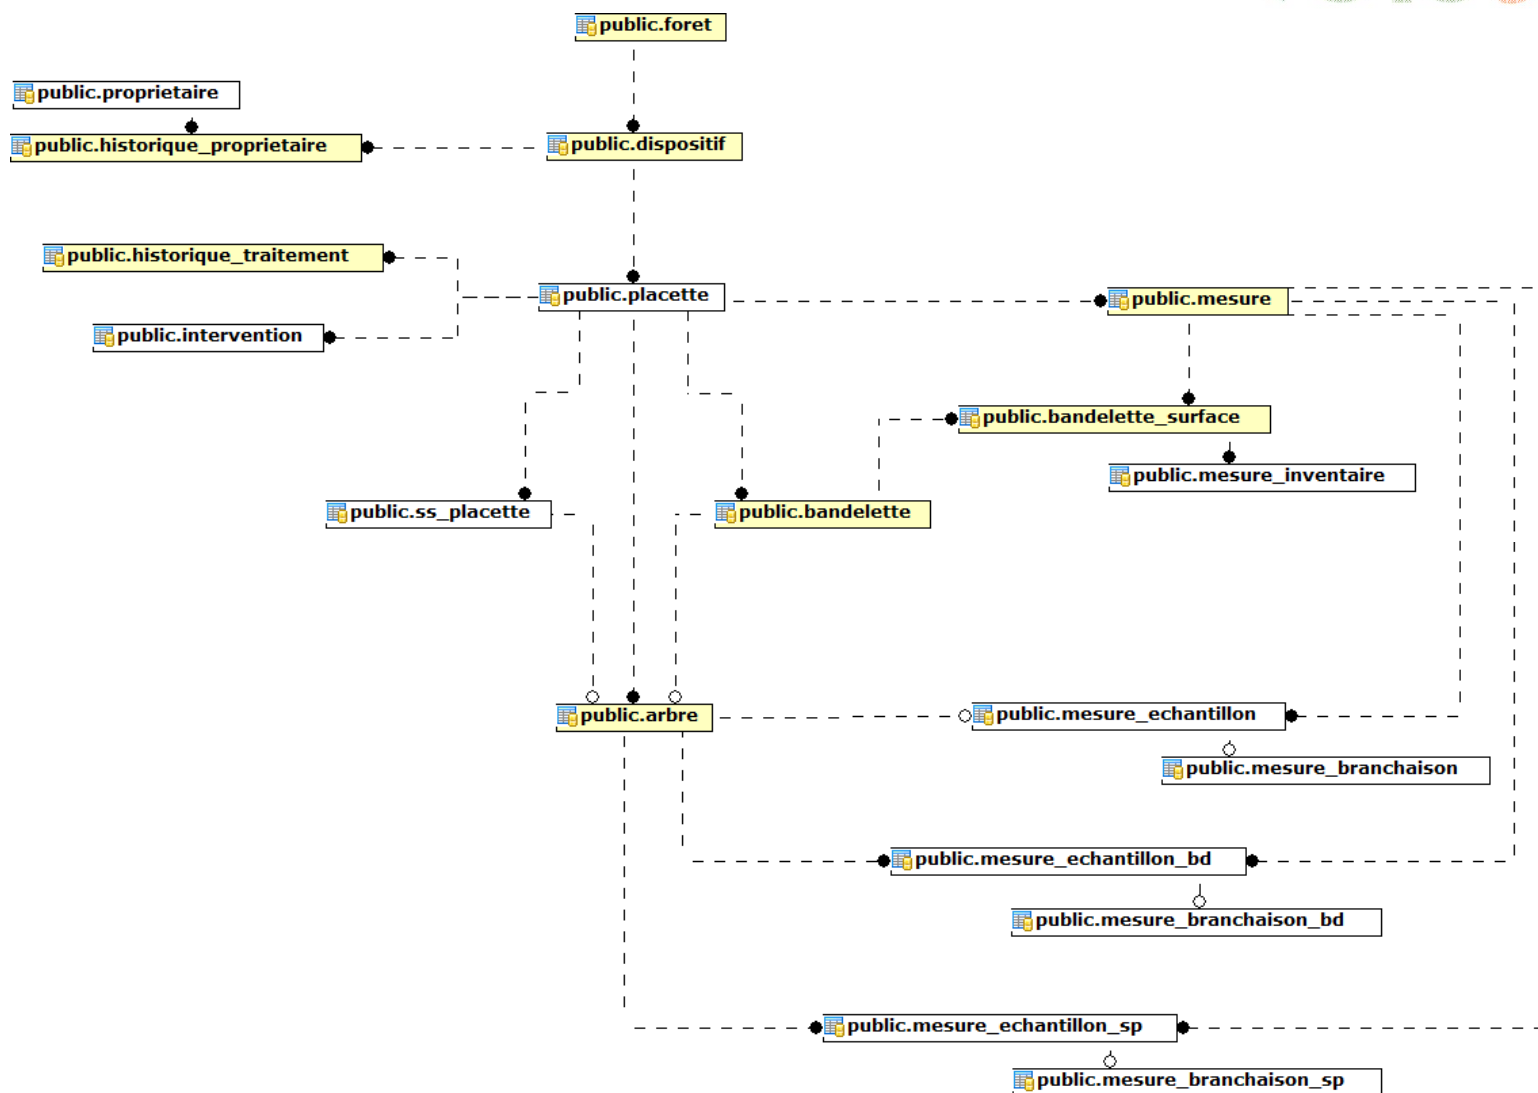 public.foret
public.proprietaire
public.historique_proprietaire
public.dispositif
public.historique_traitement
public.placette
public.mesure
public.intervention
public.bandelette_surface
public.mesure_inventaire
public.ss_placette
public.bandelette
public.arbre
public.mesure_echantillon
public.mesure_branchaison
public.mesure_echantillon_bd
public.mesure_branchaison_bd
public.mesure_echantillon_sp
public.mesure_branchaison_sp